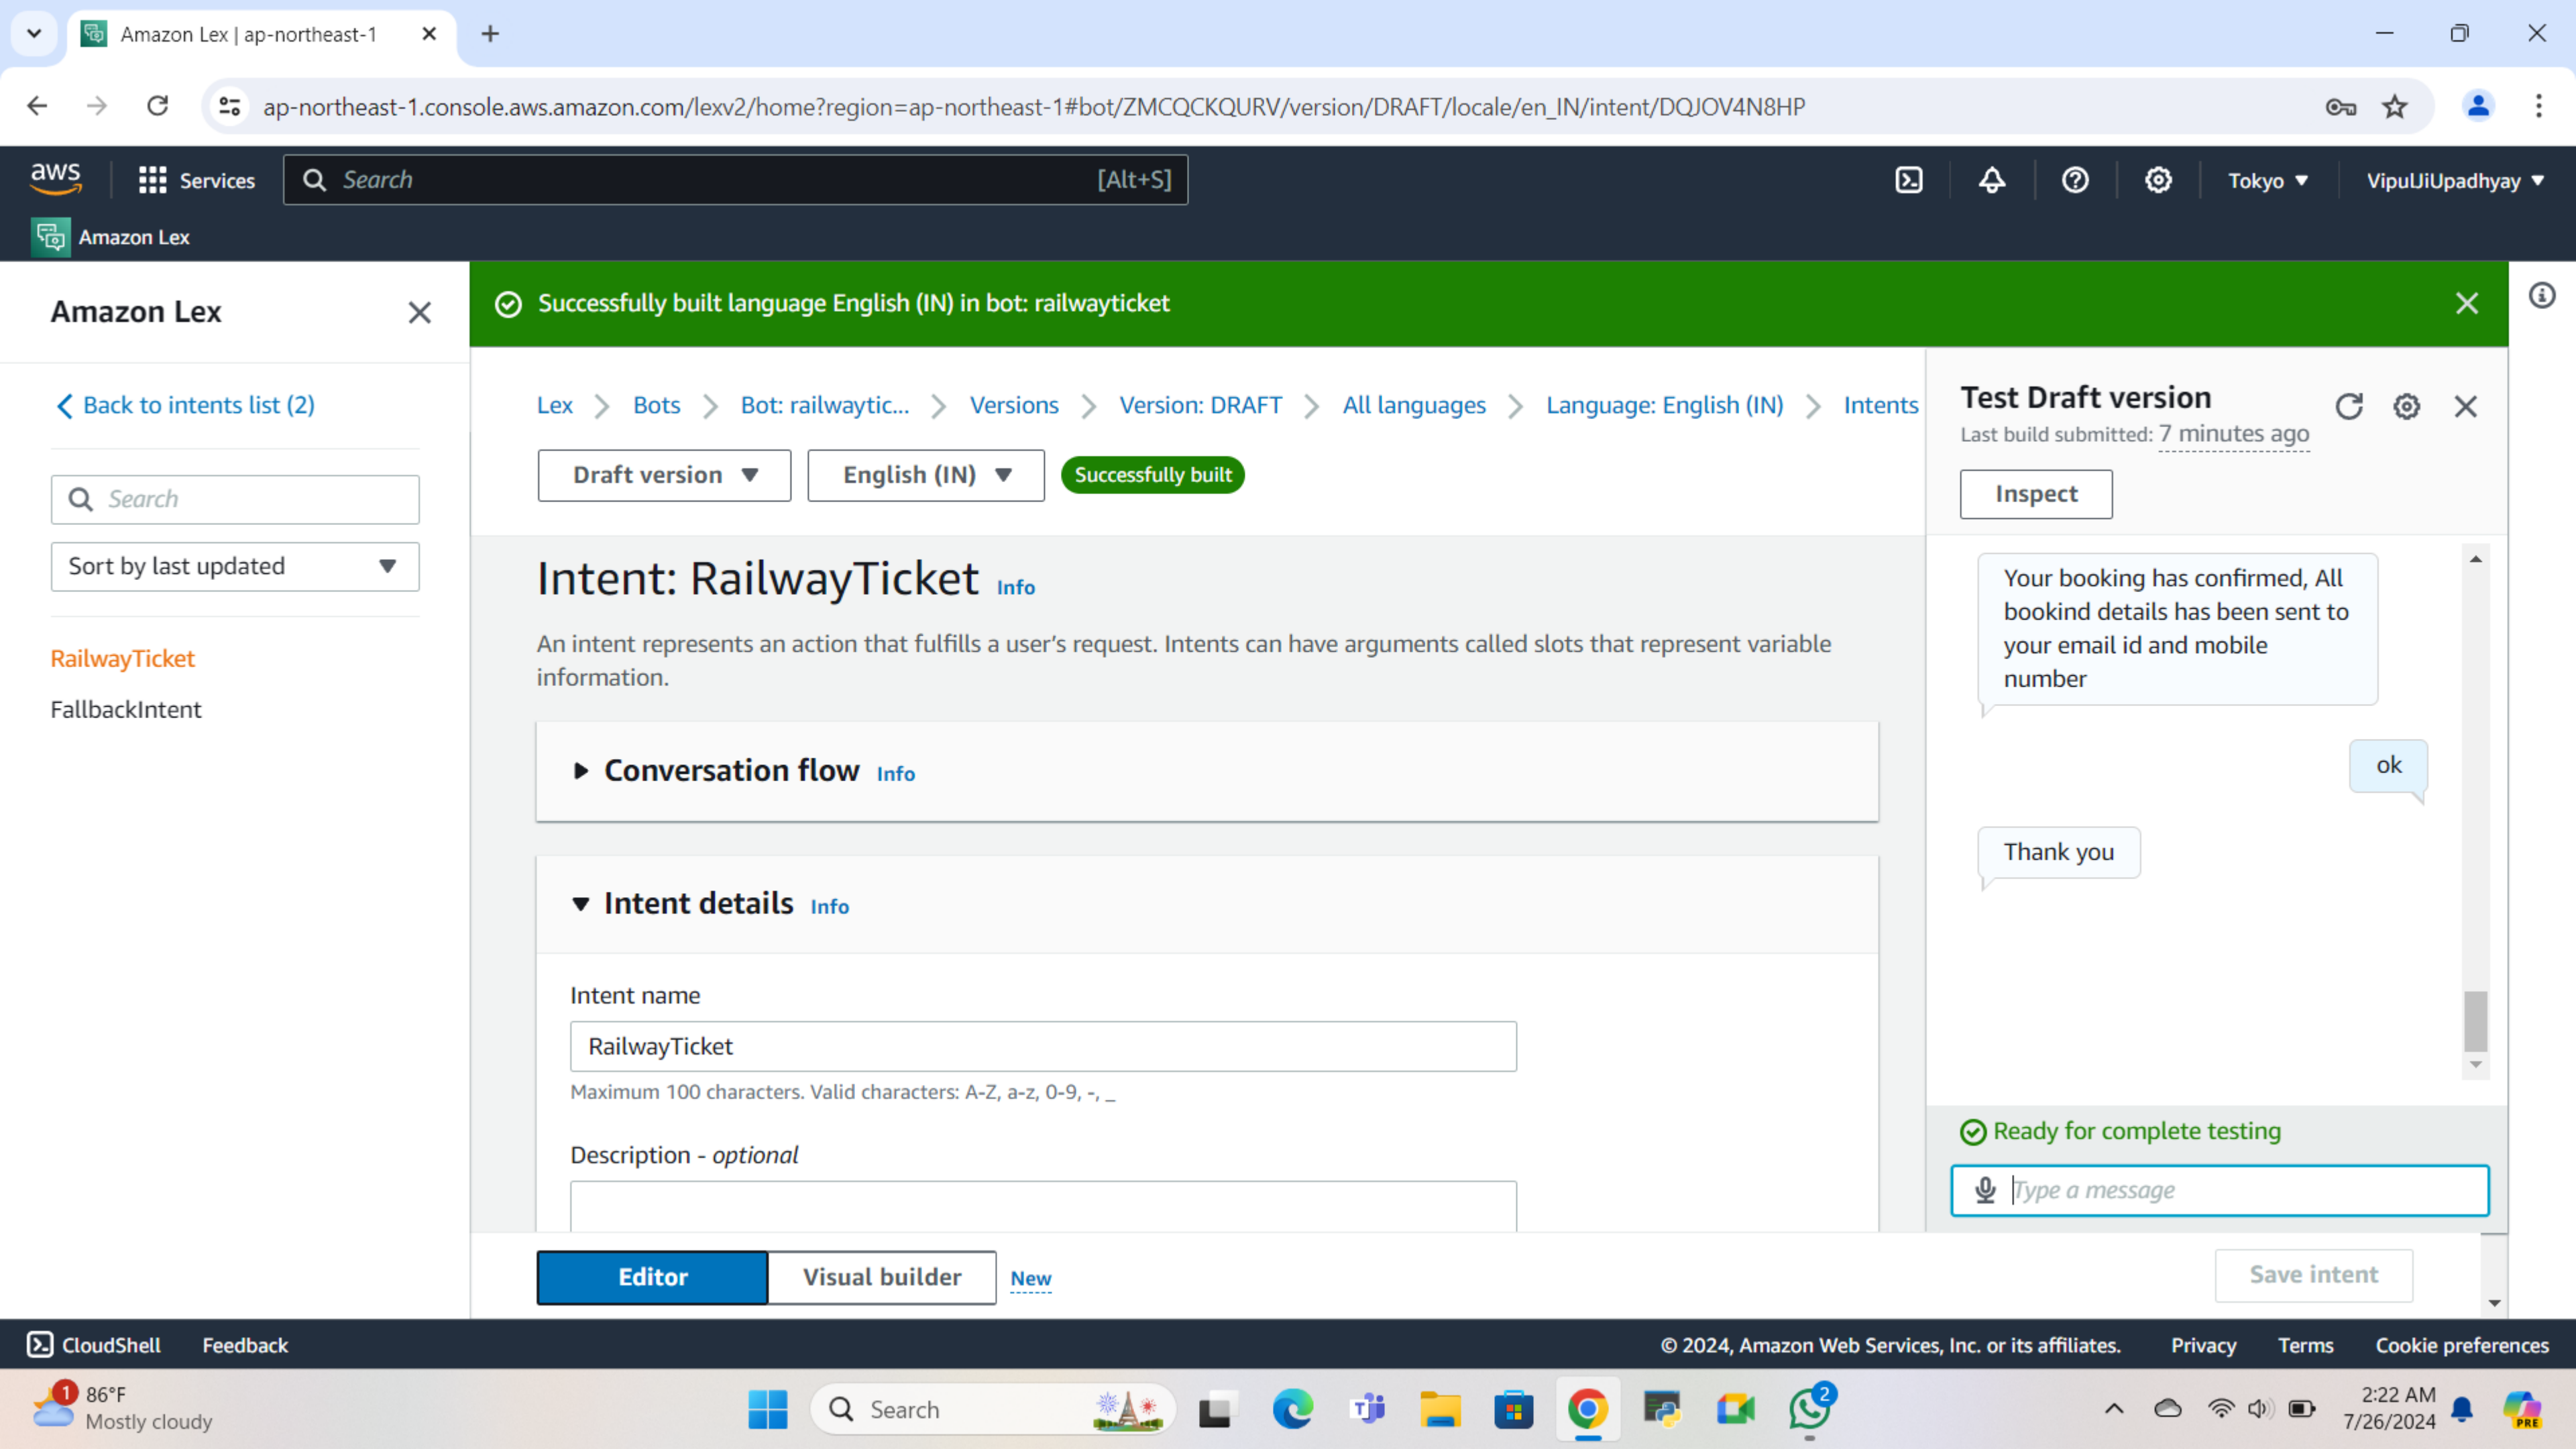 Amazon Lex | ap-northeast-1
ap-northeast-1.console.aws.amazon.com/lexv2/home?region=ap-northeast-1#bot/ZMCQCKQURV/version/DRAFT/locale/en_IN/intent/DQJOV4N8HP
aws
Services
Search
[Alt+S]
Tokyo
VipulJiUpadhyay
Amazon Lex
Amazon Lex
Back to intents list (2)
Search
Sort by last updated
RailwayTicket
FallbackIntent
Successfully built language English (IN) in bot: railwayticket
Lex
Bots
Bot: railwaytic...
Versions
Version: DRAFT
All languages
Language: English (IN)
Intents
Draft version
English (IN)
Successfully built
Intent: RailwayTicket Info
An intent represents an action that fulfills a user's request. Intents can have arguments called slots that represent variable
information.
Conversation flow Info
Intent details Info
Intent name
RailwayTicket
Maximum 100 characters. Valid characters: A-Z, a-z, 0-9, -, _
Description - optional
Editor
Visual builder
New
Save intent
Test Draft version
Last build submitted: 7 minutes ago
Inspect
Your booking has confirmed, All
bookind details has been sent to
your email id and mobile
number
ok
Thank you
Ready for complete testing
Type a message
CloudShell
Feedback
© 2024, Amazon Web Services, Inc. or its affiliates.
Privacy
Terms
Cookie preferences
1
86°F
Mostly cloudy
Search
2
2:22 AM
7/26/2024
PRE